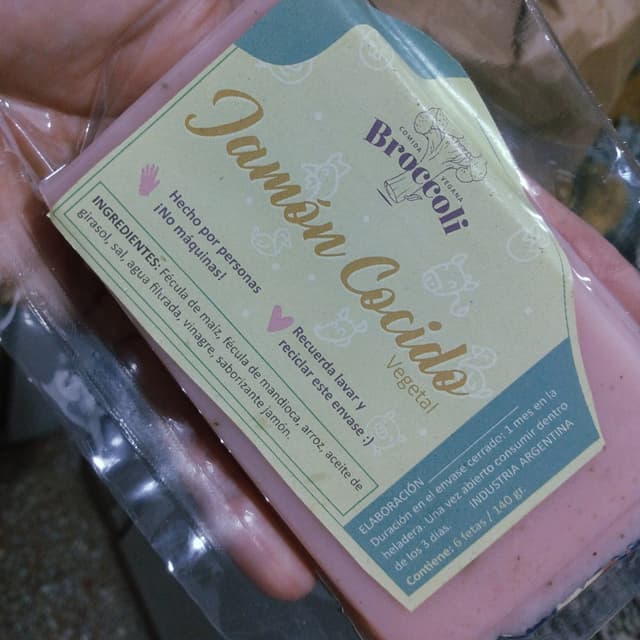 COMIDA VEGANA
Broccoli
Jamón Cocido
Vegetal
Hecho por personas
¡No máquinas!
Recuerda lavar y
reciclar este envase :)
INGREDIENTES: Fécula de maíz, fécula de mandioca, arroz, aceite de
girasol, sal, agua filtrada, vinagre, saborizante jamón.
ELABORACIÓN
Duración en el envase cerrado: 1 mes en la
heladera. Una vez abierto consumir dentro
de los 3 días INDUSTRIA ARGENTINA
Contiene: 6 fetas / 140 gr.